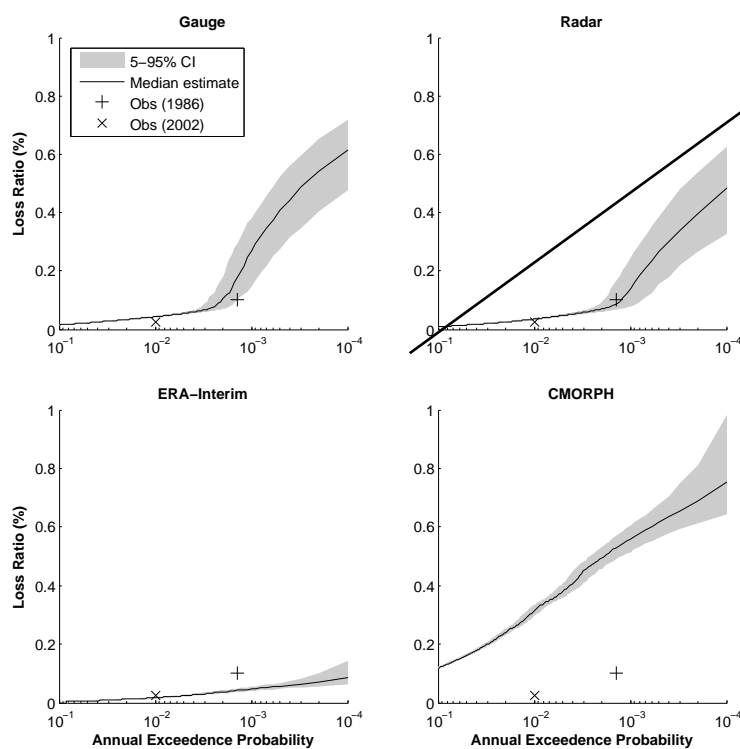 Gauge
Loss Ratio (%)
1
0.8
0.6
0.4
0.2
0
10⁻¹ 10⁻² 10⁻³ 10⁻⁴
5−95% CI
Median estimate
Obs (1986)
Obs (2002)
Radar
1
0.8
0.6
0.4
0.2
0
10⁻¹ 10⁻² 10⁻³ 10⁻⁴
ERA−Interim
Loss Ratio (%)
1
0.8
0.6
0.4
0.2
0
10⁻¹ 10⁻² 10⁻³ 10⁻⁴
Annual Exceedence Probability
CMORPH
1
0.8
0.6
0.4
0.2
0
10⁻¹ 10⁻² 10⁻³ 10⁻⁴
Annual Exceedence Probability